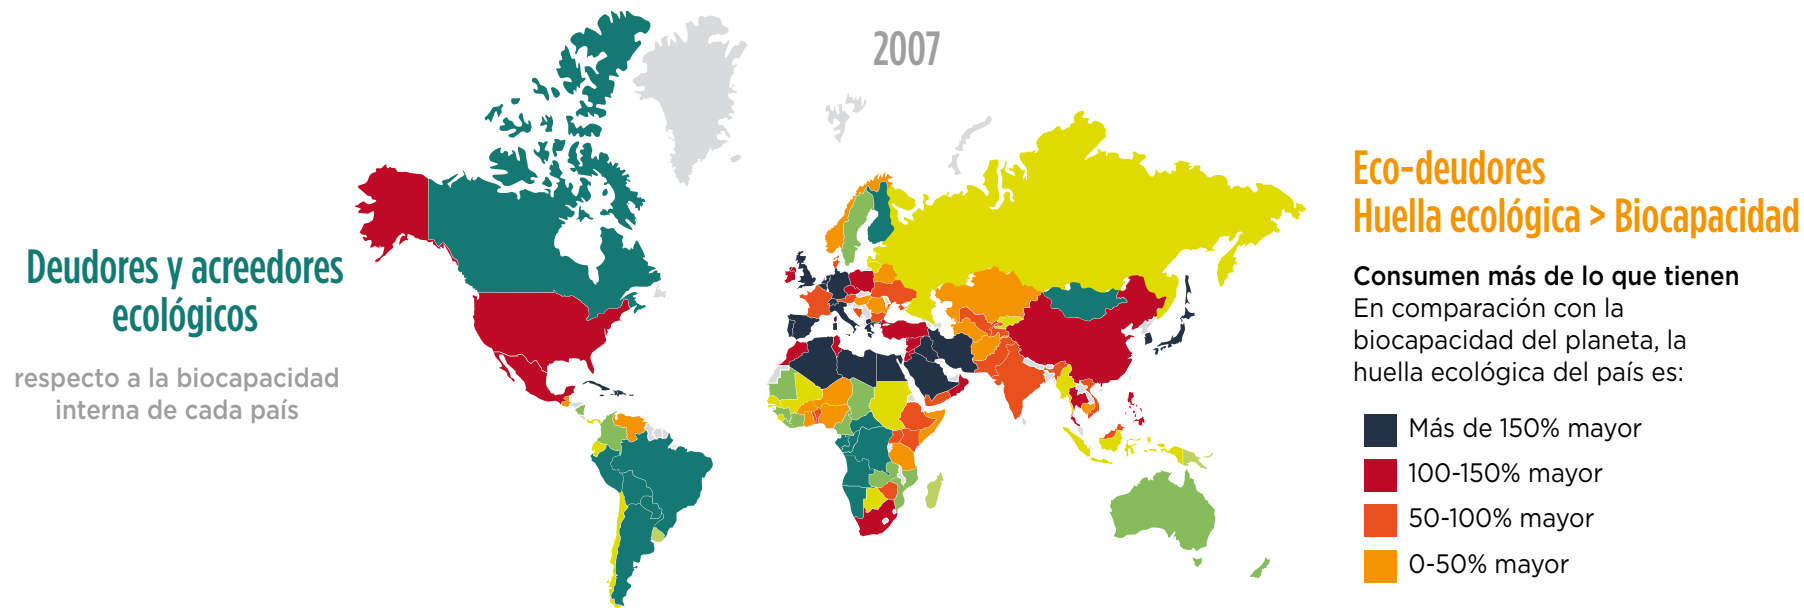 2007
Deudores y acreedores
ecológicos
respecto a la biocapacidad
interna de cada país
Eco-deudores
Huella ecológica > Biocapacidad
Consumen más de lo que tienen
En comparación con la
biocapacidad del planeta, la
huella ecológica del país es:
Más de 150% mayor
100-150% mayor
50-100% mayor
0-50% mayor